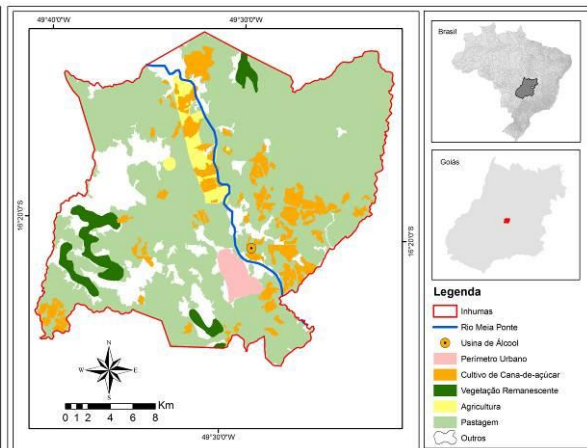 49°40'0"W
49°30'0"W
16°20'0"S
16°20'0"S
N
W
E
S
0 1 2
4
6
8
Km
49°30'0"W
Brasil
Goiás
Legenda
Inhumas
Rio Meia Ponte
Usina de Álcool
Perímetro Urbano
Cultivo de Cana-de-açúcar
Vegetação Remanescente
Agricultura
Pastagem
Outros